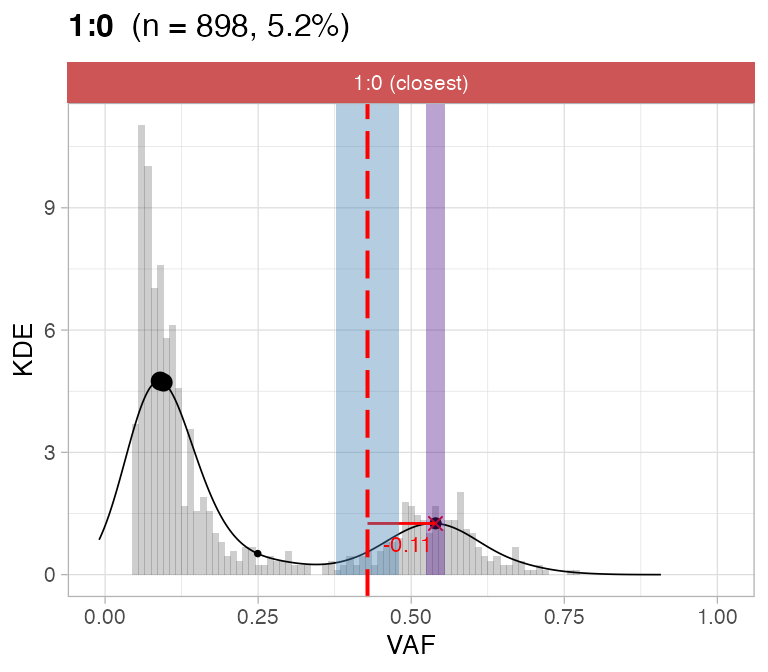 1:0 (n = 898, 5.2%)
1:0 (closest)
KDE
9
6
3
0
-0.11
0.00 0.25 0.50 0.75 1.00
VAF